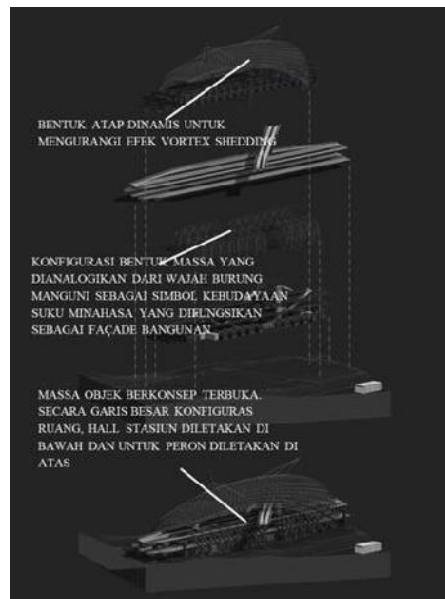 BENTUK ATAP DINAMIS UNTUK
MENGURANGI EFEK VORTEX SHEDDING
KONFIGURASI BENTUK MASSA YANG
DIANALOGIKAN DARI WAJAH BURUNG
MANGUNI SEBAGAI SIMBOL KEBUDAYAAN
SUKU MINAHASA YANG DIFUNGSIKAN
SEBAGAI FAÇADE BANGUNAN
MASSA OBJEK BERKONSEP TERBUKA.
SECARA GARIS BESAR KONFIGURAS
RUANG, HALL STASIUN DILETAKAN DI
BAWAH DAN UNTUK PERON DILETAKAN DI
ATAS